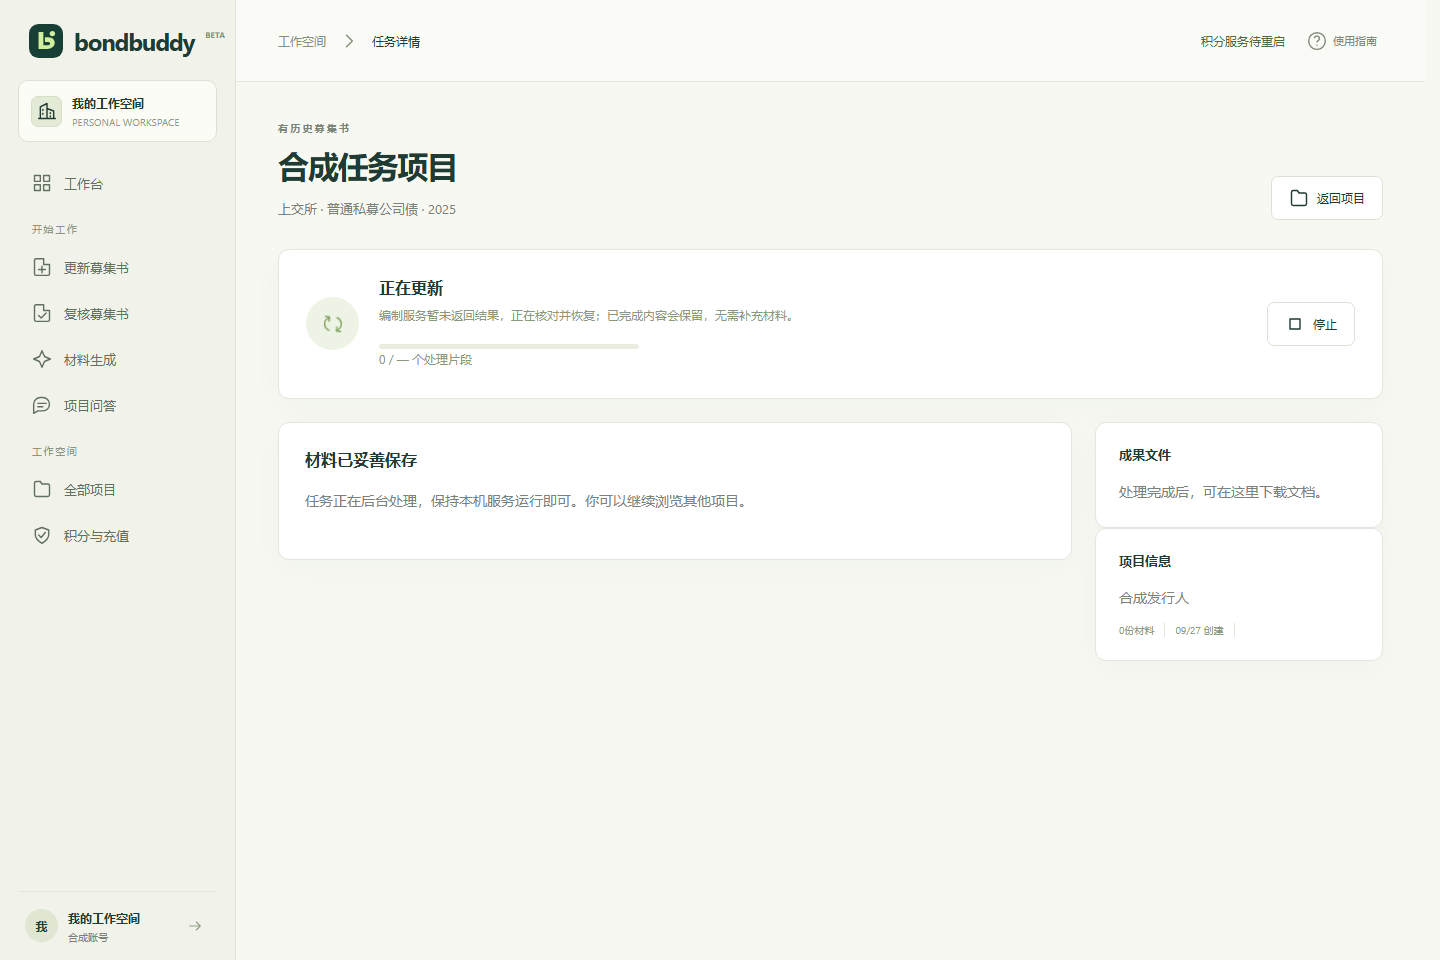 bondbuddy BETA
我的工作空间
PERSONAL WORKSPACE
工作台
开始工作
更新募集书
复核募集书
材料生成
项目问答
工作空间
全部项目
积分与充值
我
我的工作空间
合成账号
工作空间
任务详情
积分服务待重启
使用指南
有历史募集书
合成任务项目
上交所 · 普通私募公司债 · 2025
返回项目
正在更新
编制服务暂未返回结果，正在核对并恢复；已完成内容会保留，无需补充材料。
0 / — 个处理片段
停止
材料已妥善保存
任务正在后台处理，保持本机服务运行即可。你可以继续浏览其他项目。
成果文件
处理完成后，可在这里下载文档。
项目信息
合成发行人
0份材料
09/27 创建